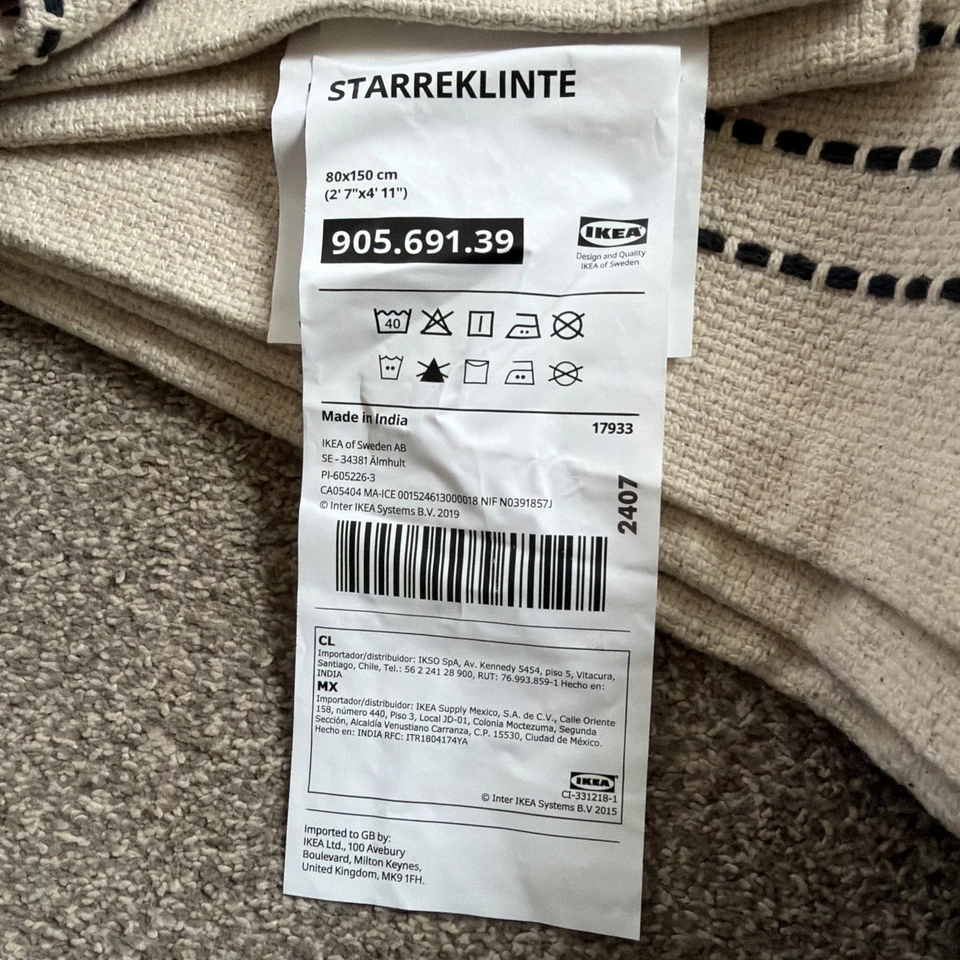 STARREKLINTE
80x150 cm
(2' 7"x4' 11")
905.691.39
IKEA
Design and Quality
IKEA of Sweden
40
Made in India
17933
IKEA of Sweden AB
SE - 34381 Älmhult
PI-605226-3
CA05404 MA-ICE 001524613000018 NIF N0391857J
© Inter IKEA Systems B.V. 2019
2407
CL
Importador/distribuidor: IKSO SpA, Av. Kennedy 5454, piso 5, Vitacura,
Santiago, Chile, Tel.: 56 2 241 28 900, RUT: 76.993.859-1 Hecho en:
INDIA
MX
Importador/distribuidor: IKEA Supply Mexico, S.A. de C.V., Calle Oriente
158, número 440, Piso 3, Local JD-01, Colonia Moctezuma, Segunda
Sección, Alcaldía Venustiano Carranza, C.P. 15530, Ciudad de México.
Hecho en: INDIA RFC: ITR1804174YA
IKEA
CI-331218-1
© Inter IKEA Systems B.V 2015
Imported to GB by:
IKEA Ltd., 100 Avebury
Boulevard, Milton Keynes,
United Kingdom, MK9 1FH.